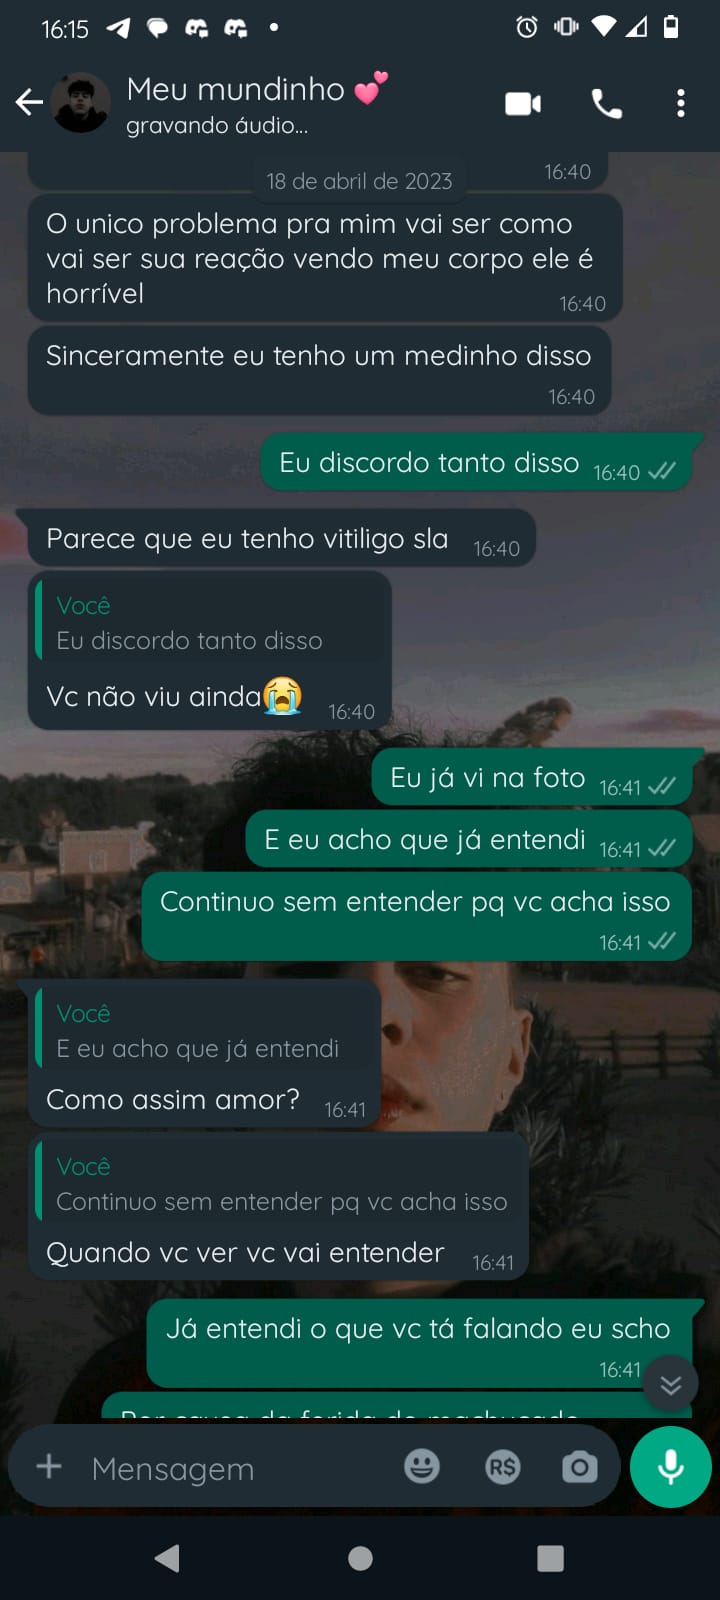 16:15
Meu mundinho 💕
gravando áudio...
16:40
18 de abril de 2023
O unico problema pra mim vai ser como
vai ser sua reação vendo meu corpo ele é
horrível
16:40
Sinceramente eu tenho um medinho disso
16:40
Eu discordo tanto disso 16:40
Parece que eu tenho vitiligo sla 16:40
Você
Eu discordo tanto disso
Vc não viu ainda😭 16:40
Eu já vi na foto 16:41
E eu acho que já entendi 16:41
Continuo sem entender pq vc acha isso
16:41
Você
E eu acho que já entendi
Como assim amor? 16:41
Você
Continuo sem entender pq vc acha isso
Quando vc ver vc vai entender 16:41
Já entendi o que vc tá falando eu scho
16:41
Por causa da ferida do machucado
Mensagem
R$